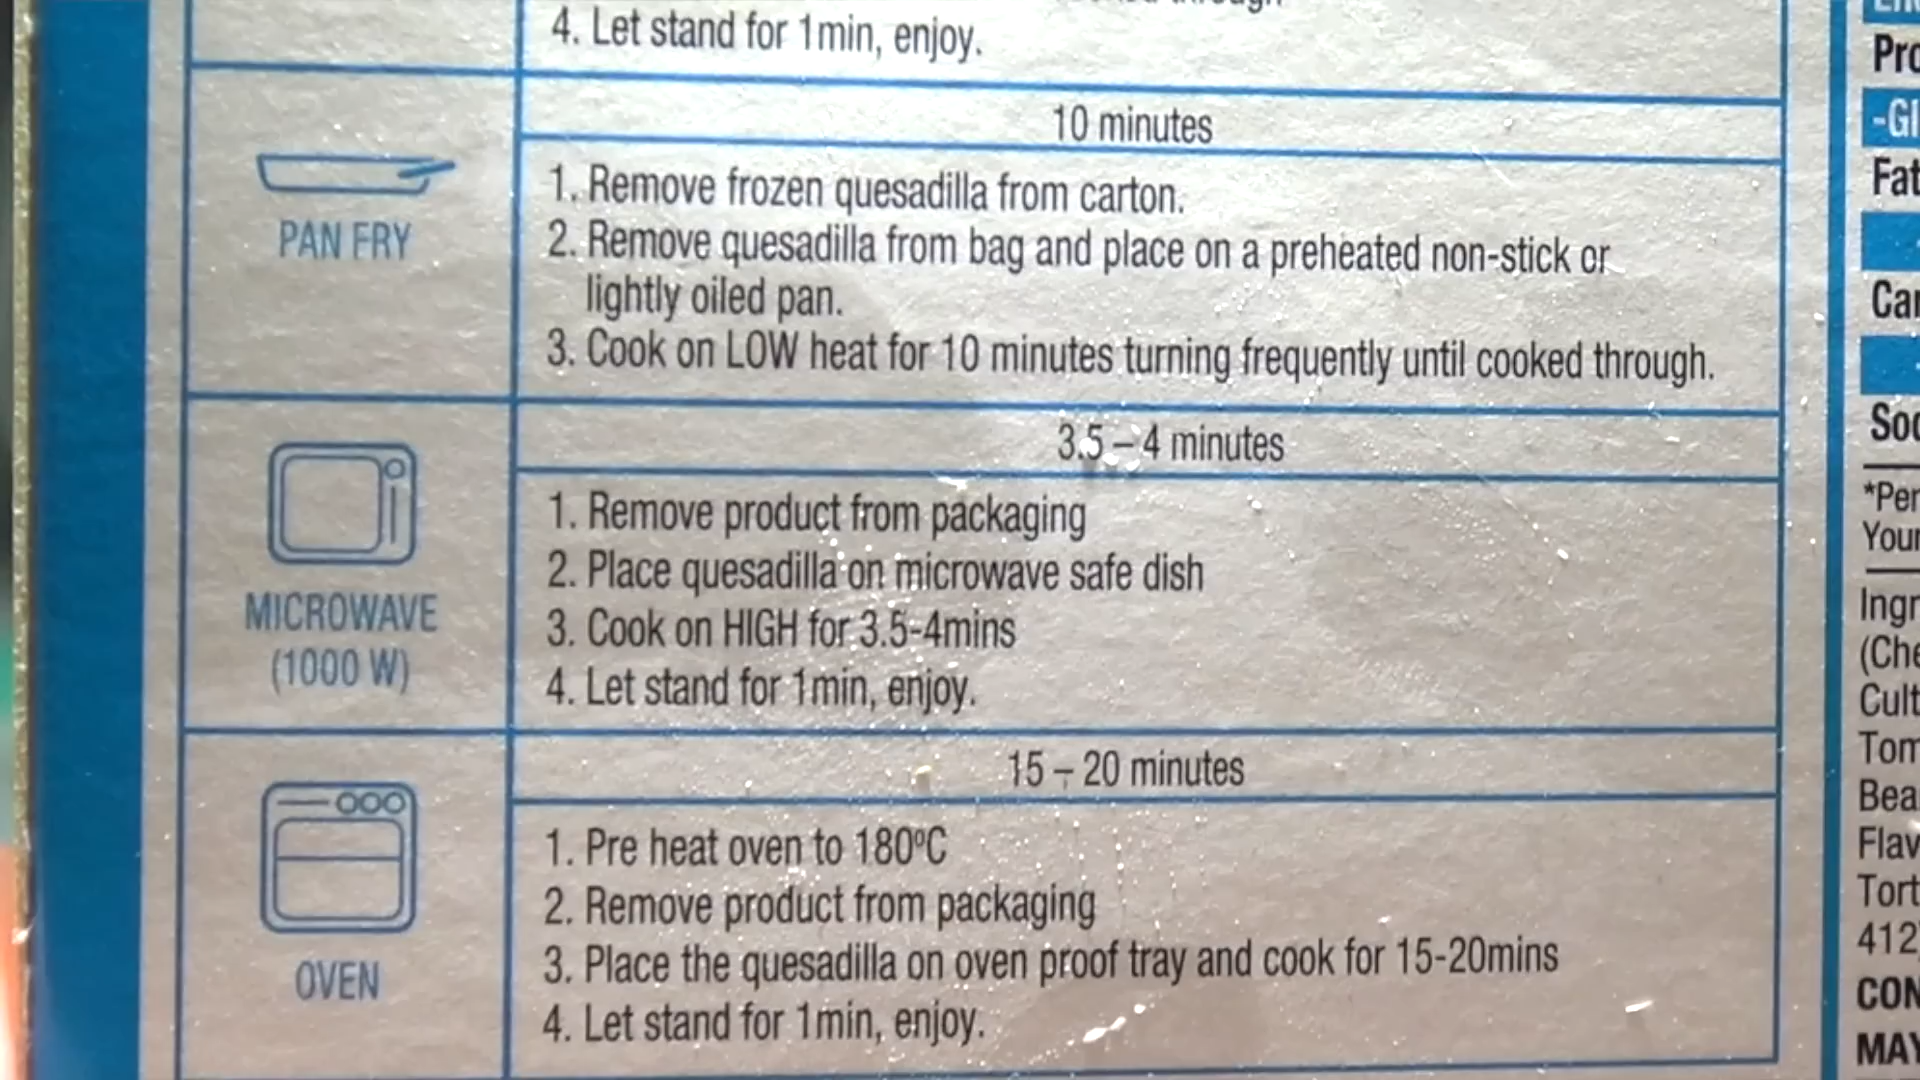 4. Let stand for 1min, enjoy.
10 minutes
PAN FRY
1. Remove frozen quesadilla from carton.
2. Remove quesadilla from bag and place on a preheated non-stick or
lightly oiled pan.
3. Cook on LOW heat for 10 minutes turning frequently until cooked through.
3.5 – 4 minutes
MICROWAVE
(1000 W)
1. Remove product from packaging
2. Place quesadilla on microwave safe dish
3. Cook on HIGH for 3.5-4mins
4. Let stand for 1min, enjoy.
15 – 20 minutes
OVEN
1. Pre heat oven to 180ºC
2. Remove product from packaging
3. Place the quesadilla on oven proof tray and cook for 15-20mins
4. Let stand for 1min, enjoy.
Fat
*Per
Your
412